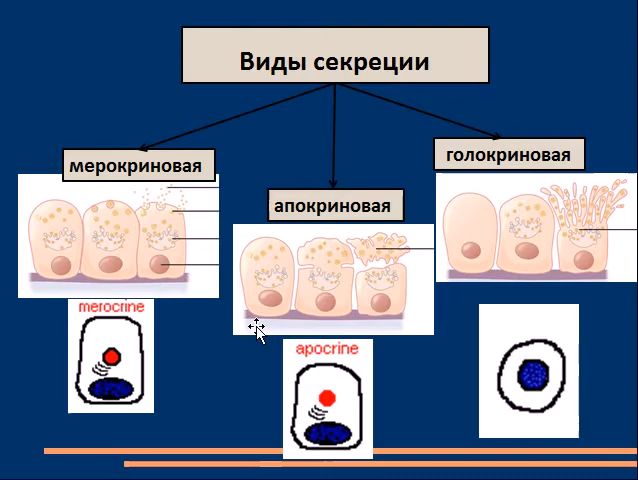 Виды секреции
мерокриновая
апокриновая
голокриновая
merocrine
apocrine